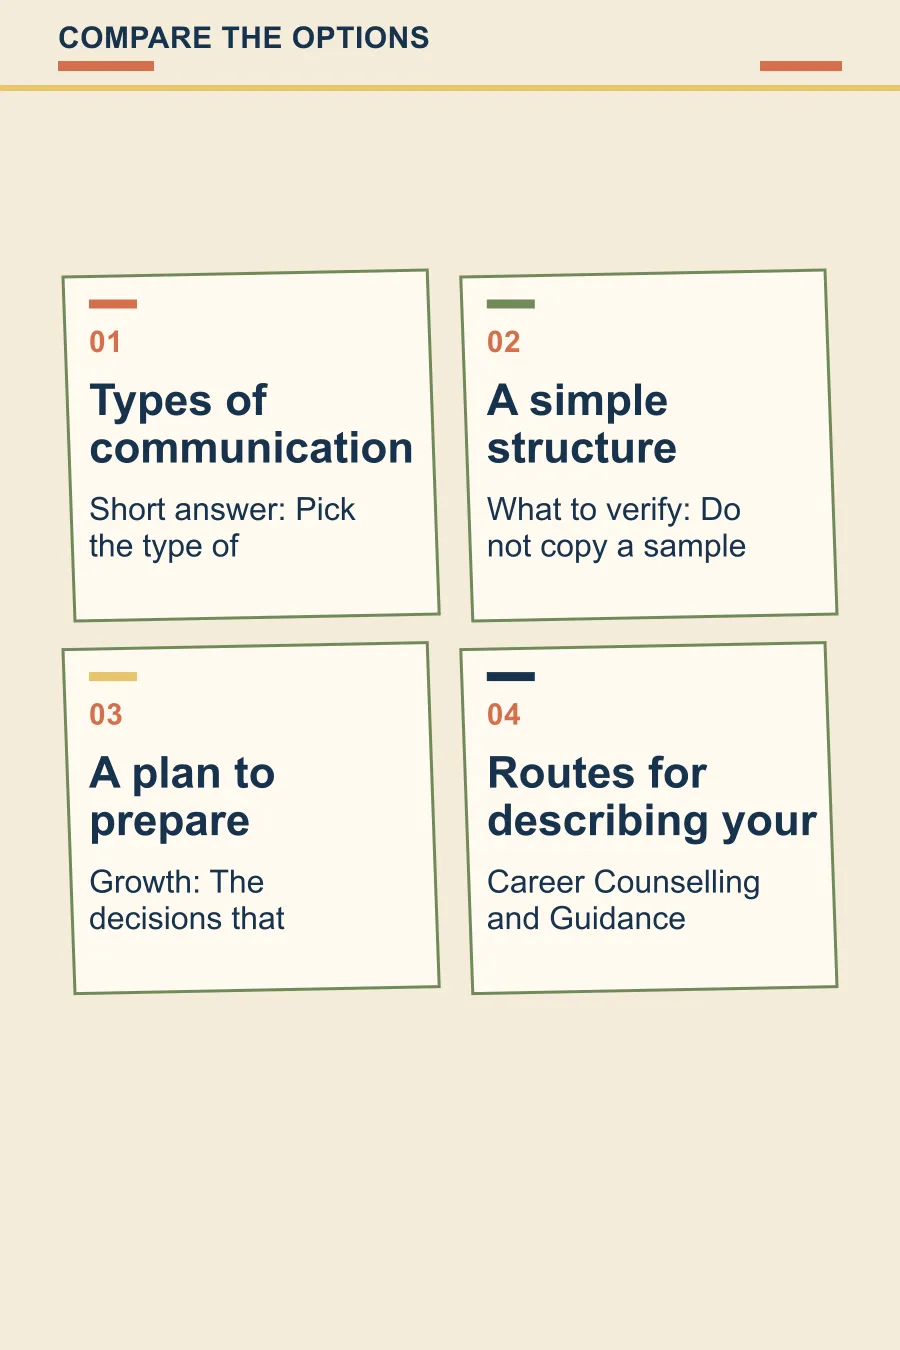 COMPARE THE OPTIONS
01
Types of
communication
Short answer: Pick
the type of
02
A simple
structure
What to verify: Do
not copy a sample
03
A plan to
prepare
Growth: The
decisions that
04
Routes for
describing your
Career Counselling
and Guidance